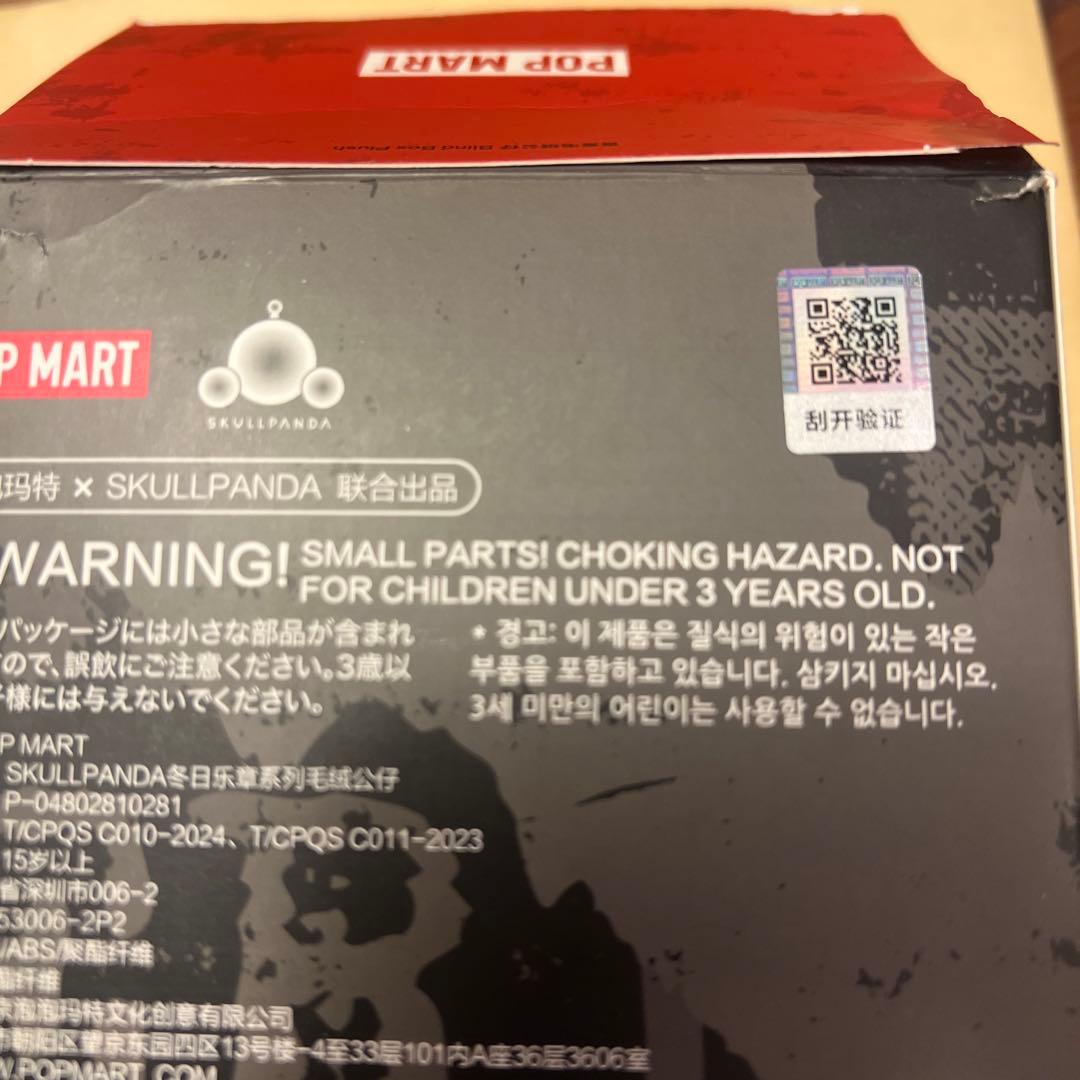 POP MART
盲盒毛绒公仔 Blind Box Plush
P MART
SKULLPANDA
刮开验证
玛特 × SKULLPANDA 联合出品
WARNING! SMALL PARTS! CHOKING HAZARD. NOT
FOR CHILDREN UNDER 3 YEARS OLD.
パッケージには小さな部品が含まれ
ので、誤飲にご注意ください。3歳以
様には与えないでください。
* 경고: 이 제품은 질식의 위험이 있는 작은
부품을 포함하고 있습니다. 삼키지 마십시오.
3세 미만의 어린이는 사용할 수 없습니다.
P MART
SKULLPANDA冬日乐章系列毛绒公仔
P-04802810281
T/CPQS C010-2024、T/CPQS C011-2023
15岁以上
省深圳市006-2
53006-2P2
/ABS/聚酯纤维
酯纤维
京泡泡玛特文化创意有限公司
朝阳区望京东园四区13号楼-4至33层101内A座36层3606室
W.POPMART.COM